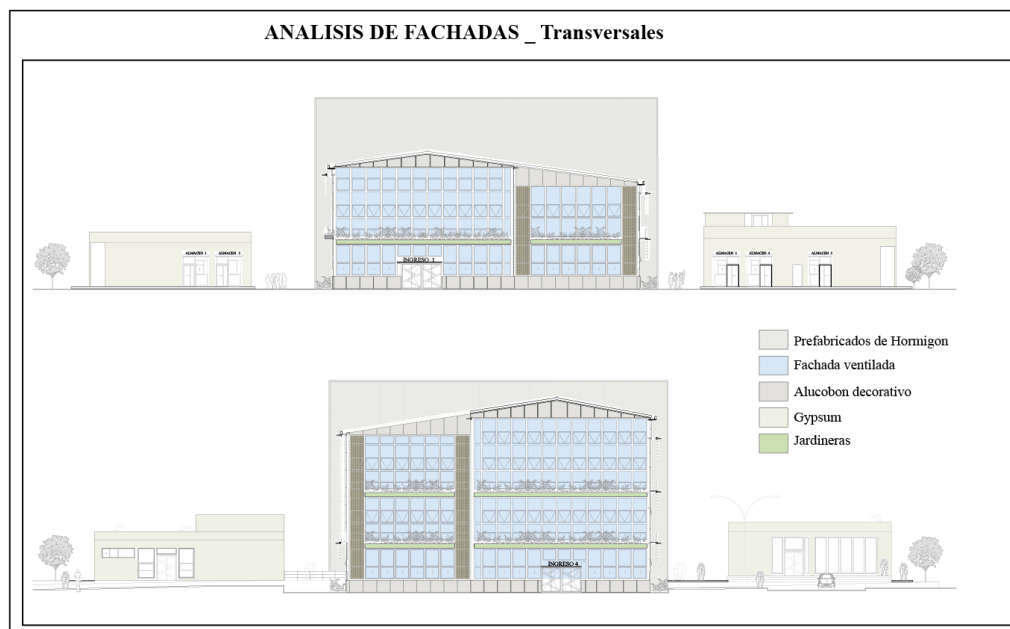 ANALISIS DE FACHADAS _ Transversales
INGRESO 1
ALMACEN 1
ALMACEN 2
ALMACEN 3
ALMACEN 4
ALMACEN 5
Prefabricados de Hormigon
Fachada ventilada
Alucobon decorativo
Gypsum
Jardineras
INGRESO 4